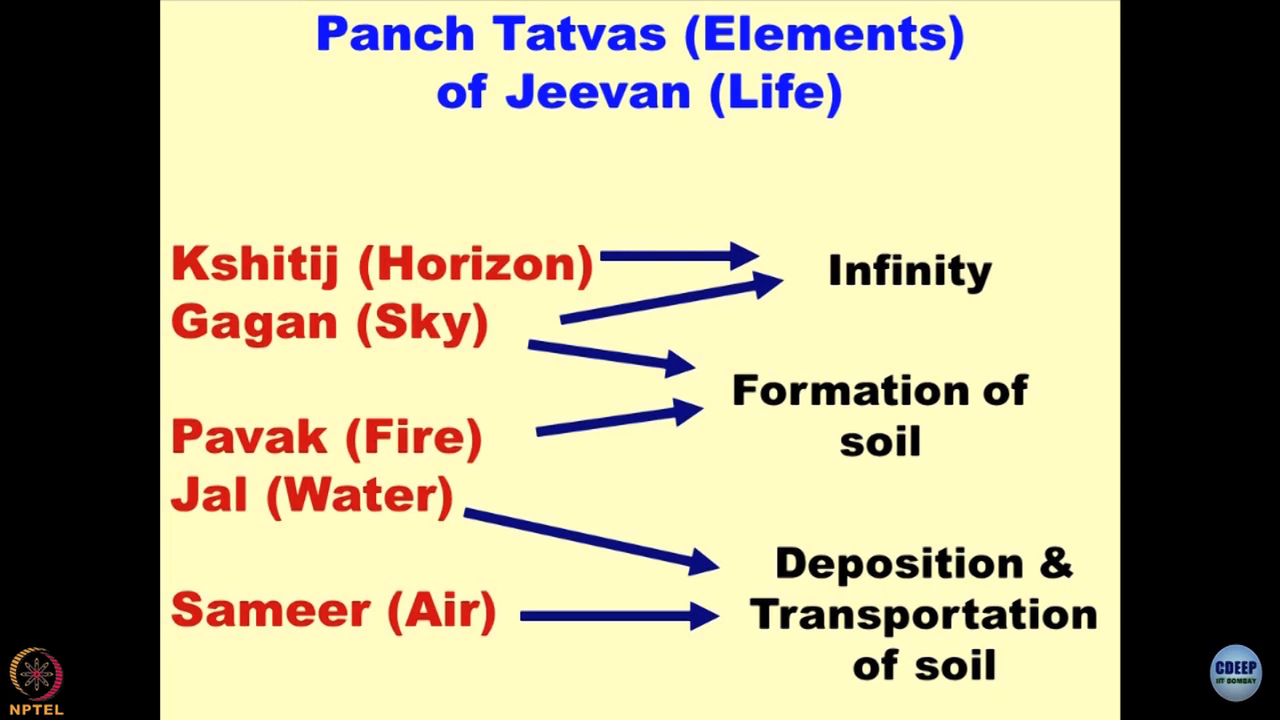 Panch Tatvas (Elements)
of Jeevan (Life)
Kshitij (Horizon)
Infinity
Gagan (Sky)
Formation of
soil
Pavak (Fire)
Jal (Water)
Deposition &
Transportation
of soil
Sameer (Air)
NPTEL
CDEEP
IIT BOMBAY